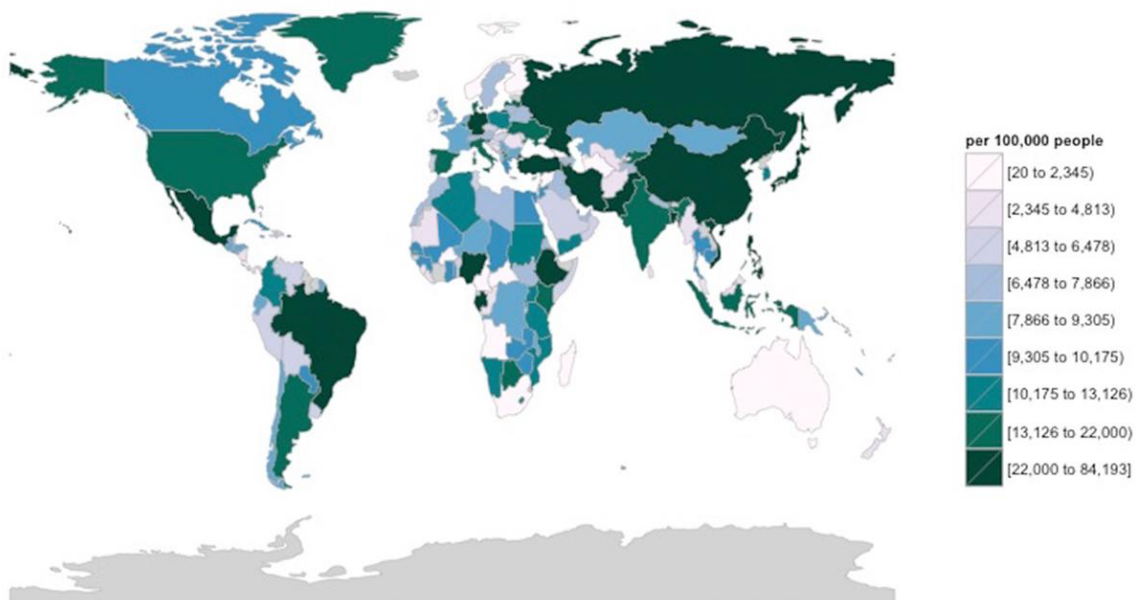 per 100,000 people
[20 to 2,345)
[2,345 to 4,813)
[4,813 to 6,478)
[6,478 to 7,866)
[7,866 to 9,305)
[9,305 to 10,175)
[10,175 to 13,126)
[13,126 to 22,000)
[22,000 to 84,193]